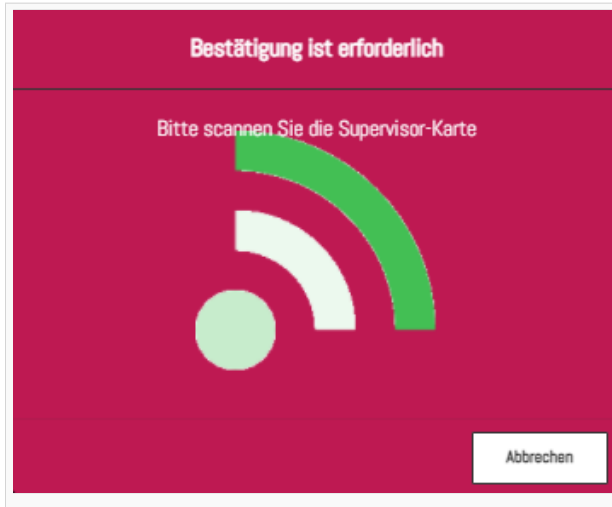 Bestätigung ist erforderlich
Bitte scannen Sie die Supervisor-Karte
Abbrechen